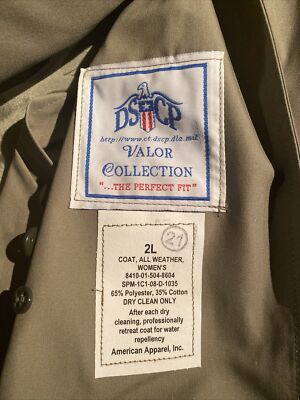 DSCP
http://www.ct.dscp.dla.mil
VALOR
COLLECTION
"...THE PERFECT FIT"
27
2L
COAT, ALL WEATHER,
WOMEN'S
8410-01-504-8604
SPM-1C1-08-D-1035
65% Polyester, 35% Cotton
DRY CLEAN ONLY
After each dry
cleaning, professionally
retreat coat for water
repellency
American Apparel, Inc.